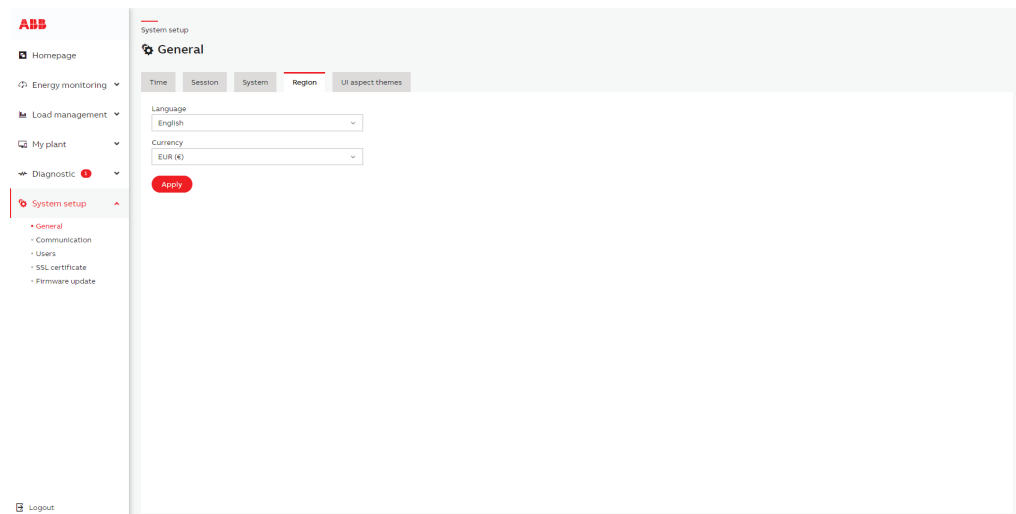 ABB
Homepage
Energy monitoring
Load management
My plant
Diagnostic 1
System setup
General
Communication
Users
SSL certificate
Firmware update
Logout
System setup
General
Time Session System Region UI aspect themes
Language
English
Currency
EUR (€)
Apply